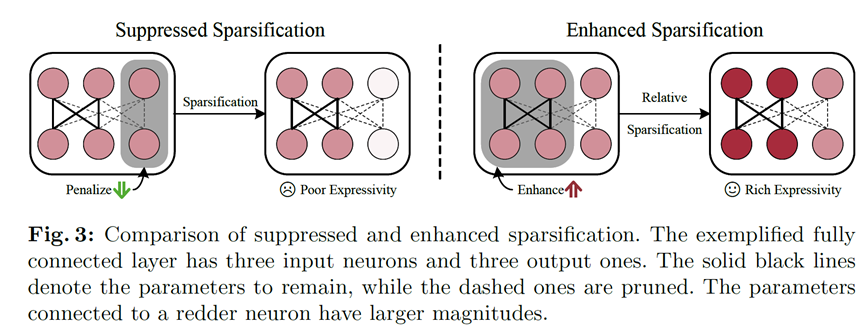 Suppressed Sparsification
Enhanced Sparsification
Sparsification
Relative
Sparsification
Penalize
☹ Poor Expressivity
Enhance
☺ Rich Expressivity
Fig. 3: Comparison of suppressed and enhanced sparsification. The exemplified fully
connected layer has three input neurons and three output ones. The solid black lines
denote the parameters to remain, while the dashed ones are pruned. The parameters
connected to a redder neuron have larger magnitudes.